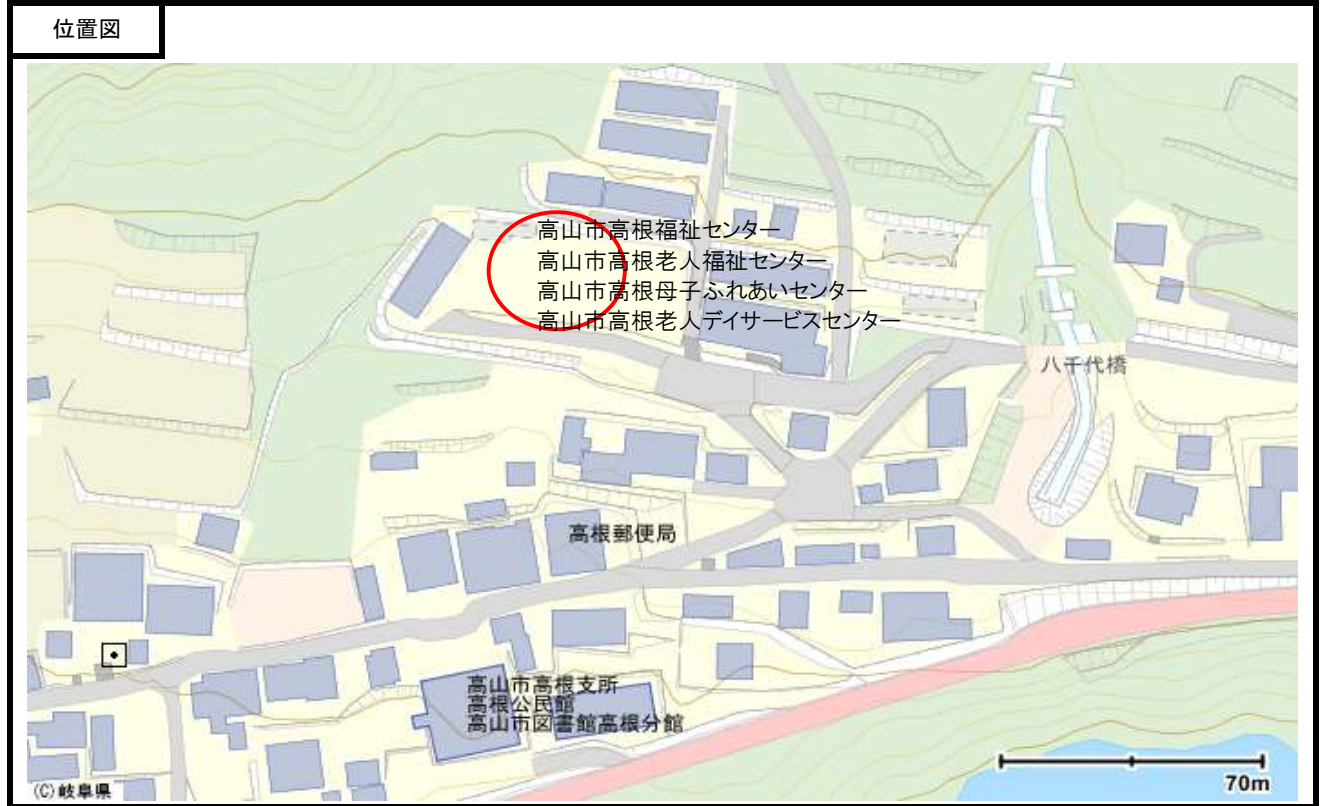 位置図
高山市高根福祉センター
高山市高根老人福祉センター
高山市高根母子ふれあいセンター
高山市高根老人デイサービスセンター
八千代橋
高根郵便局
高山市高根支所
高根公民館
高山市図書館高根分館
70m
(C)岐阜県